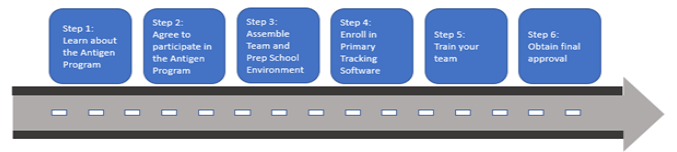 Step 1:
Learn about
the Antigen
Program
Step 2:
Agree to
participate in
the Antigen
Program
Step 3:
Assemble
Team and
Prep School
Environment
Step 4:
Enroll in
Primary
Tracking
Software
Step 5:
Train your
team
Step 6:
Obtain final
approval